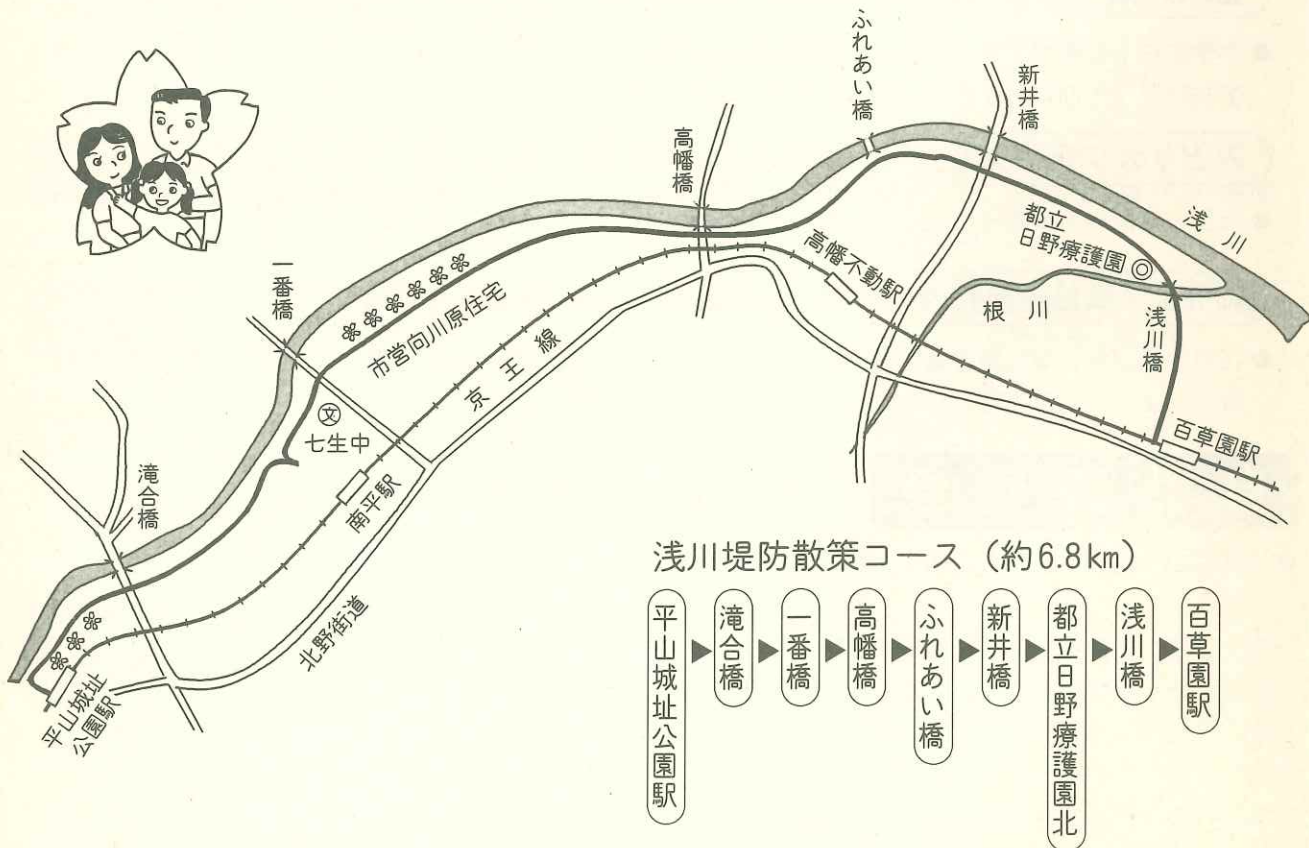 ふれあい橋
新井橋
高幡橋
浅川
都立
日野療護園
高幡不動駅
一番橋
根川
浅川橋
市営向川原住宅
京王線
文
七生中
百草園駅
滝合橋
南平駅
北野街道
平山城址
公園駅
浅川堤防散策コース（約6.8km）
平山城址公園駅
滝合橋
一番橋
高幡橋
ふれあい橋
新井橋
都立日野療護園北
浅川橋
百草園駅